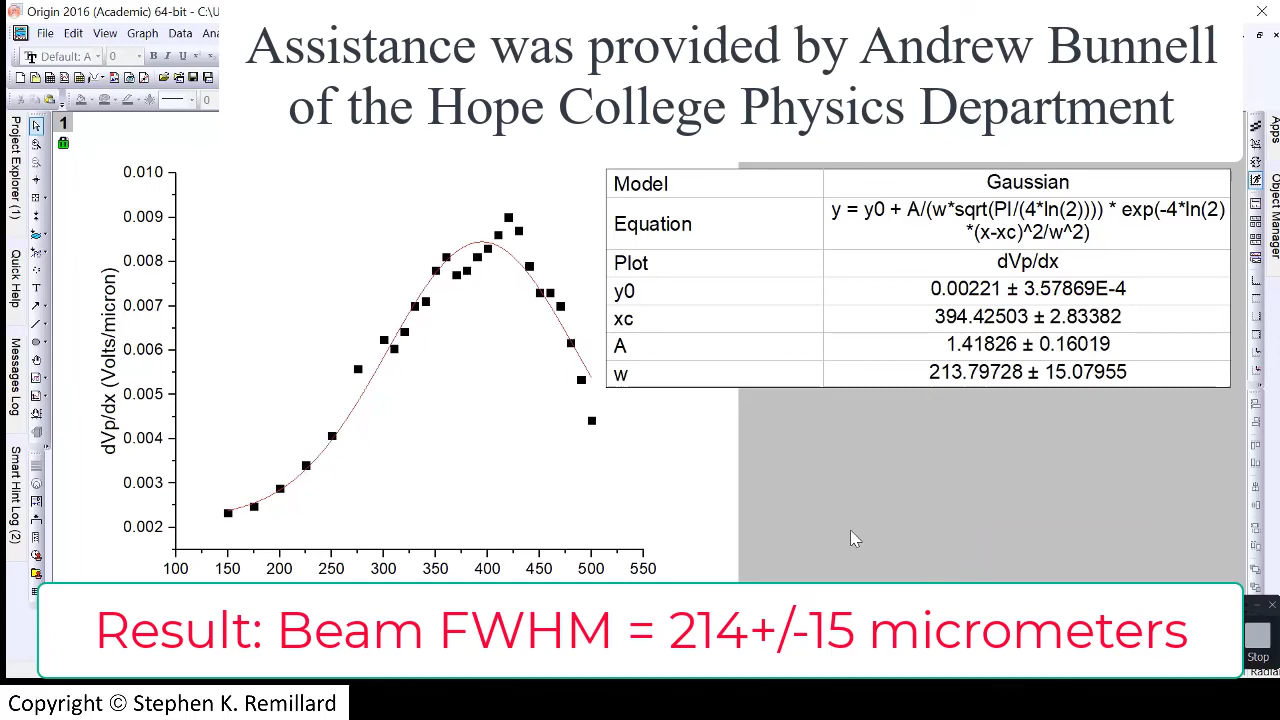 Origin 2016 (Academic) 64-bit - C:\U
File Edit View Graph Data Ana
Default: A 0 B I U
0
Assistance was provided by Andrew Bunnell
of the Hope College Physics Department
Project Explorer (1)
Quick Help
Messages Log
Smart Hint Log (2)
1
Apps
Object Manager
dVp/dx (Volts/micron)
0.010
0.009
0.008
0.007
0.006
0.005
0.004
0.003
0.002
100 150 200 250 300 350 400 450 500 550
Model Gaussian
Equation y = y0 + A/(w*sqrt(PI/(4*ln(2)))) * exp(-4*ln(2)
*(x-xc)^2/w^2)
Plot dVp/dx
y0 0.00221 ± 3.57869E-4
xc 394.42503 ± 2.83382
A 1.41826 ± 0.16019
w 213.79728 ± 15.07955
Result: Beam FWHM = 214+/-15 micrometers
Stop
Radian
Copyright © Stephen K. Remillard